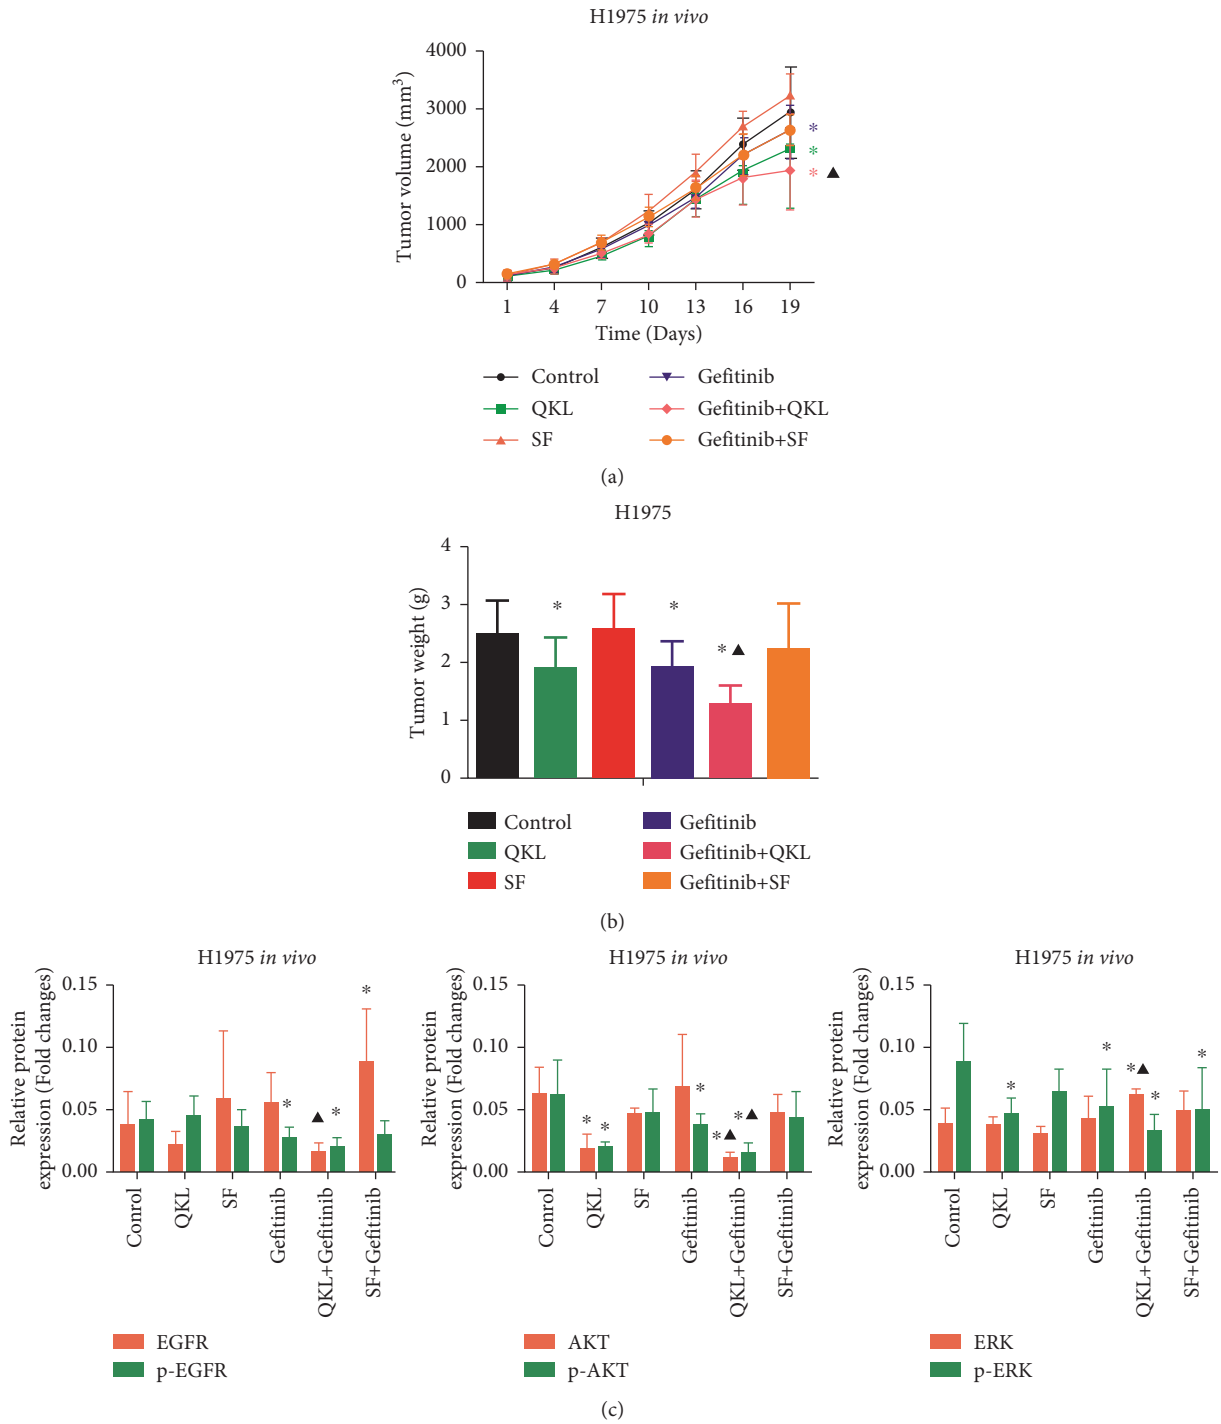 H1975 in vivo
Tumor volume (mm³)
4000
3000
2000
1000
0
*
*
* ▲
1 4 7 10 13 16 19
Time (Days)
Control Gefitinib
QKL Gefitinib+QKL
SF Gefitinib+SF
(a)
H1975
Tumor weight (g)
4
3
2
1
0
* * * ▲
Control Gefitinib
QKL Gefitinib+QKL
SF Gefitinib+SF
(b)
H1975 in vivo
Relative protein
expression (Fold changes)
0.15
0.10
0.05
0.00
* ▲ * *
Conrol
QKL
SF
Gefitinib
QKL+Gefitinib
SF+Gefitinib
EGFR
p-EGFR
H1975 in vivo
Relative protein
expression (Fold changes)
0.15
0.10
0.05
0.00
* * * *▲ *▲
Conrol
QKL
SF
Gefitinib
QKL+Gefitinib
SF+Gefitinib
AKT
p-AKT
H1975 in vivo
Relative protein
expression (Fold changes)
0.15
0.10
0.05
0.00
* * *▲ * *
Conrol
QKL
SF
Gefitinib
QKL+Gefitinib
SF+Gefitinib
ERK
p-ERK
(c)